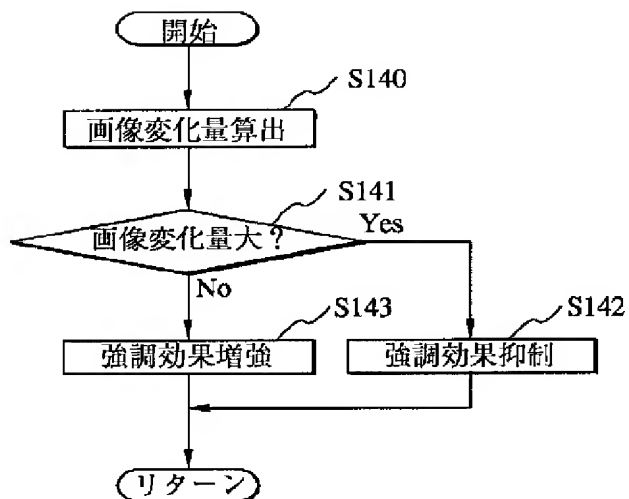 開始
S140
画像変化量算出
S141
画像変化量大?
Yes
No
S143
S142
強調効果増強
強調効果抑制
リターン